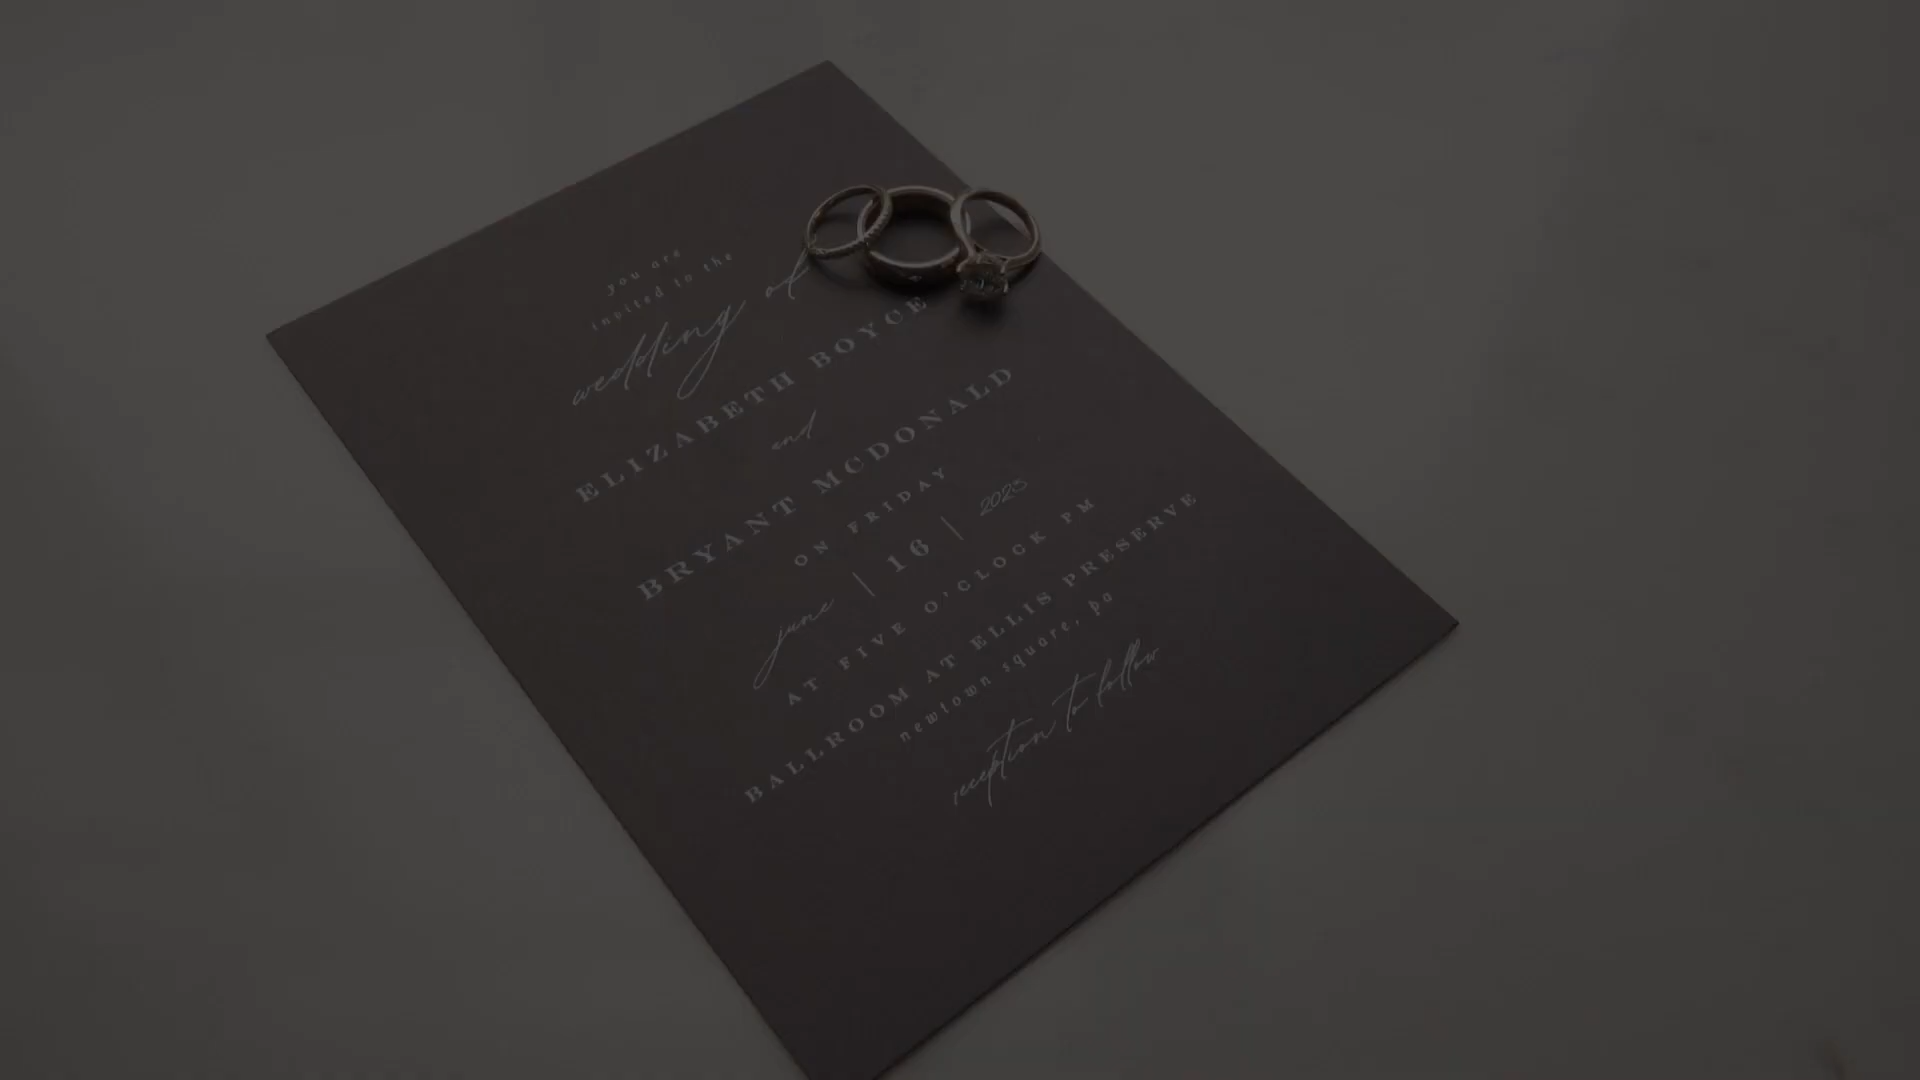 you are
invited to the
wedding of
ELIZABETH BOYCE
and
BRYANT MCDONALD
ON FRIDAY
june | 16 | 2023
AT FIVE O'CLOCK PM
BALLROOM AT ELLIS PRESERVE
newtown square, pa
reception to follow